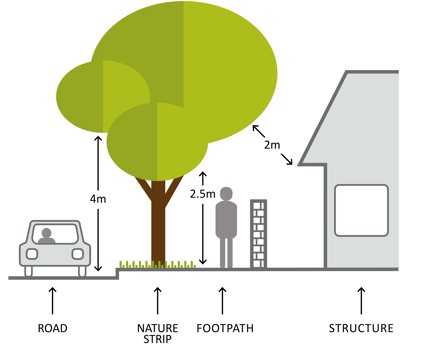 2m
4m
2.5m
ROAD
NATURE
STRIP
FOOTPATH
STRUCTURE